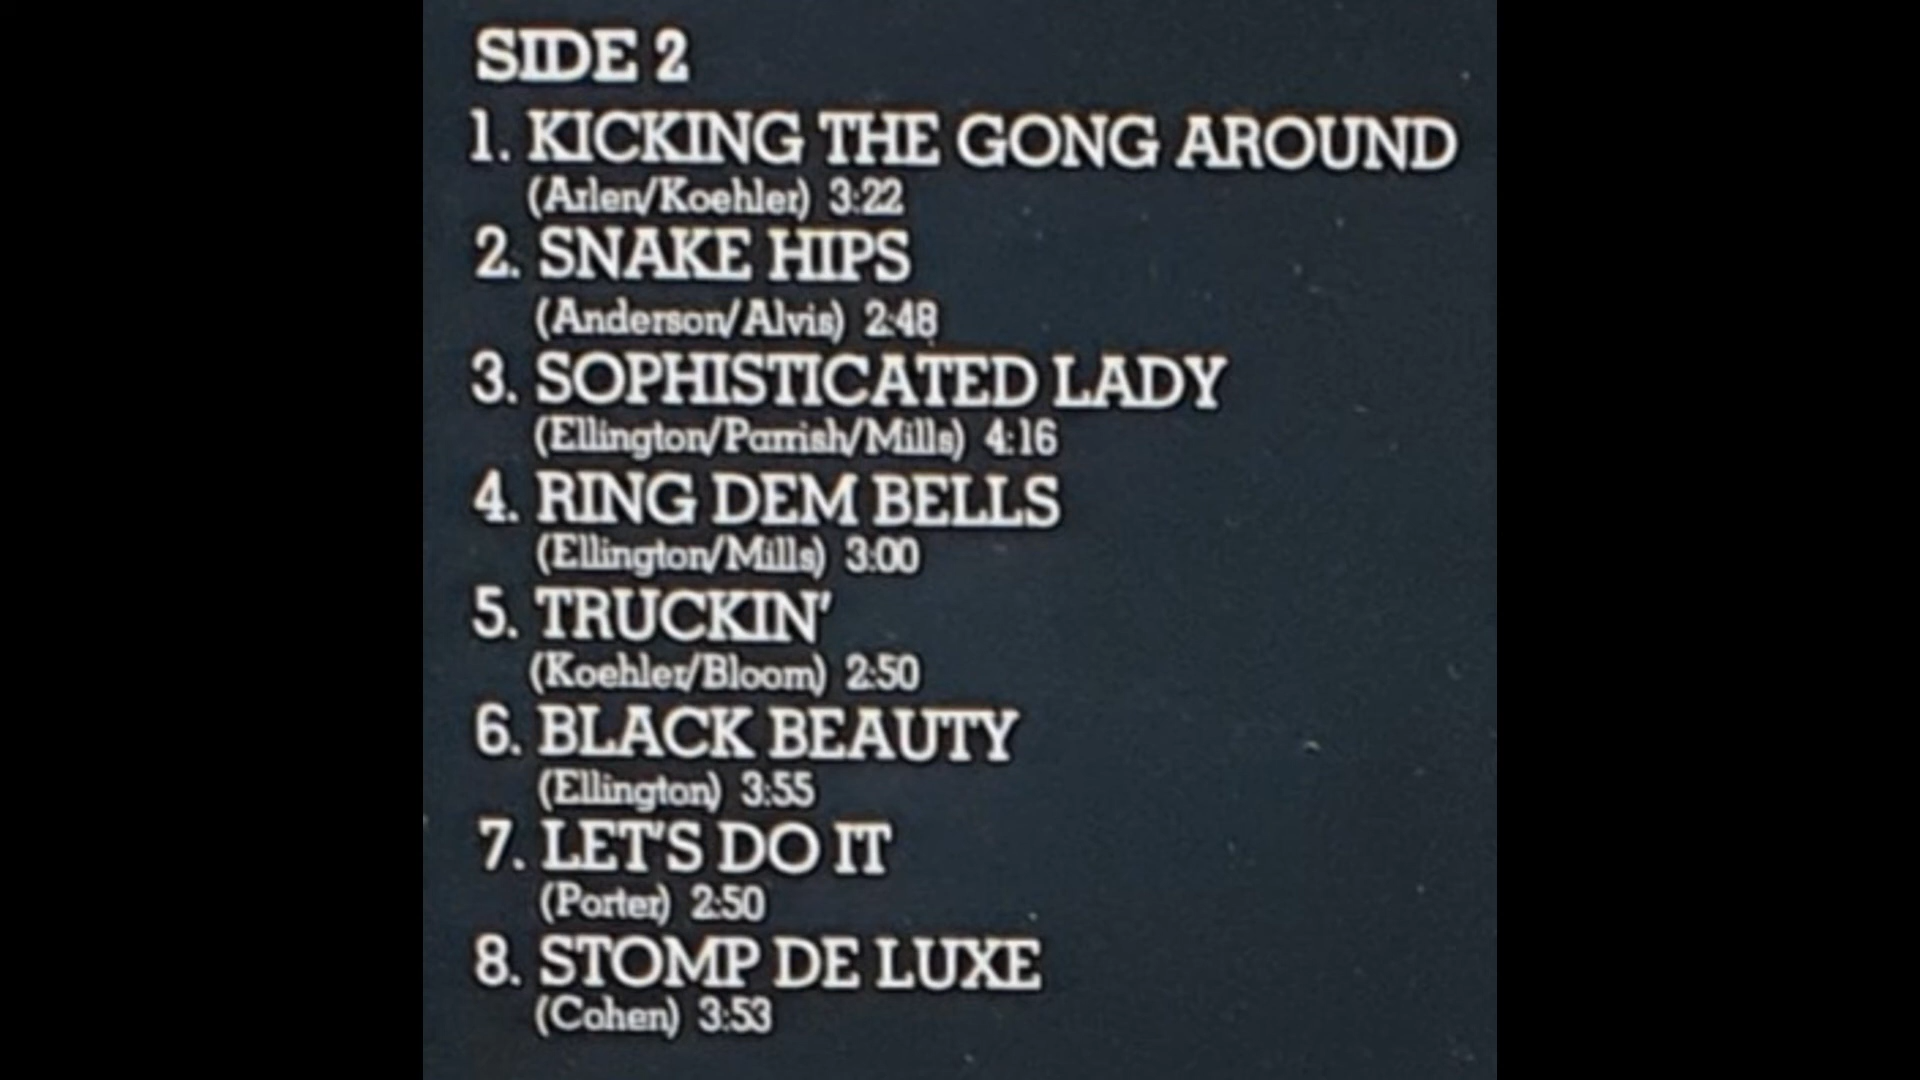 SIDE 2
1. KICKING THE GONG AROUND
(Arlen/Koehler) 3:22
2. SNAKE HIPS
(Anderson/Alvis) 2:48
3. SOPHISTICATED LADY
(Ellington/Parrish/Mills) 4:16
4. RING DEM BELLS
(Ellington/Mills) 3:00
5. TRUCKIN'
(Koehler/Bloom) 2:50
6. BLACK BEAUTY
(Ellington) 3:55
7. LET'S DO IT
(Porter) 2:50
8. STOMP DE LUXE
(Cohen) 3:53